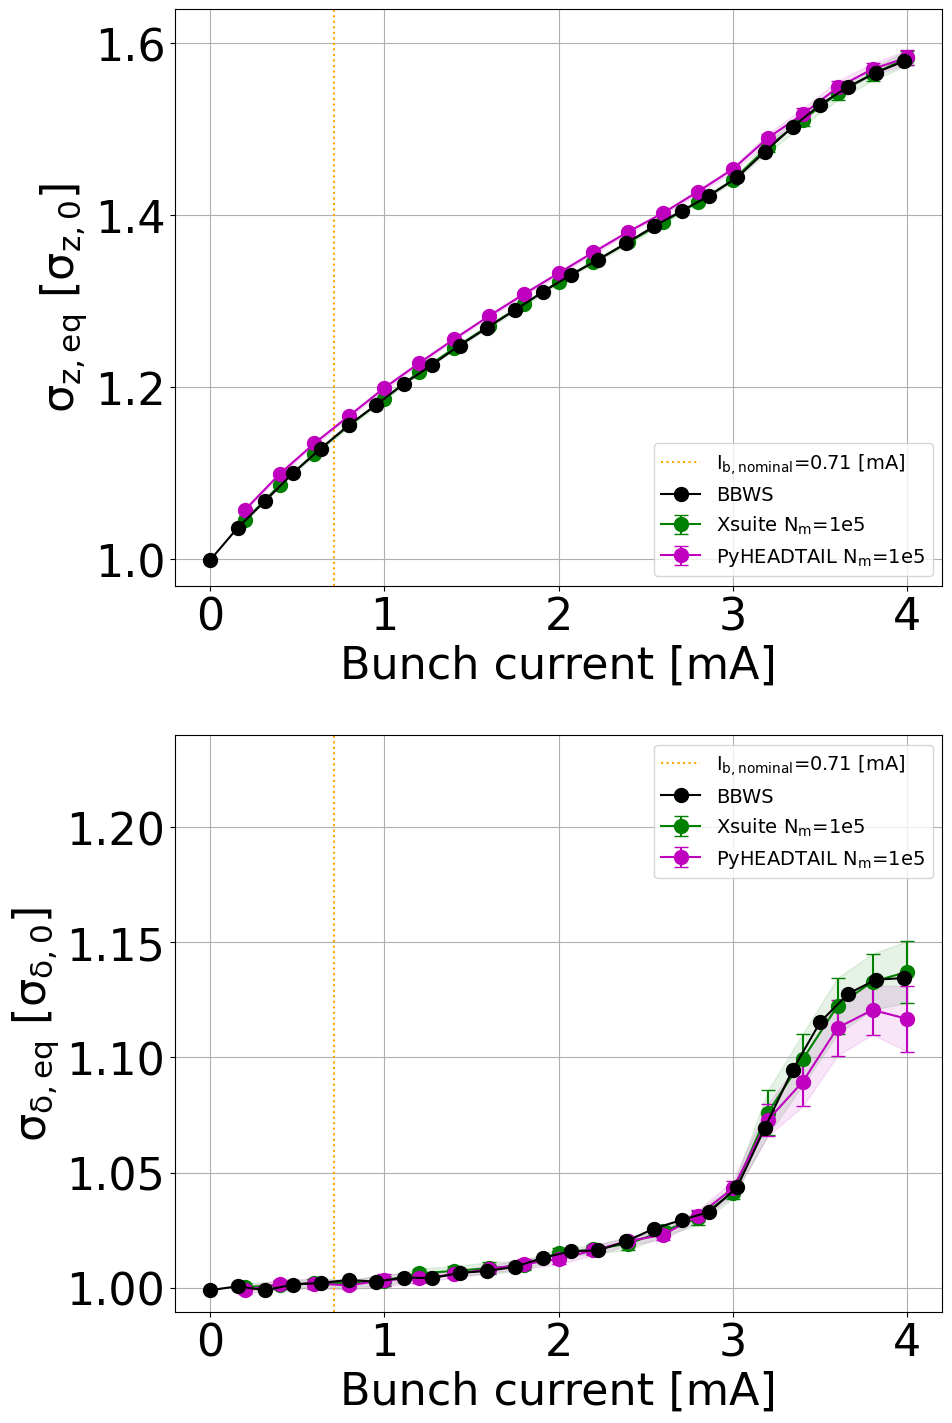 1.6
1.4
1.2
1.0
σz,eq [σz,0]
Ib,nominal=0.71 [mA]
BBWS
Xsuite Nm=1e5
PyHEADTAIL Nm=1e5
0 1 2 3 4
Bunch current [mA]
1.20
1.15
1.10
1.05
1.00
σδ,eq [σδ,0]
Ib,nominal=0.71 [mA]
BBWS
Xsuite Nm=1e5
PyHEADTAIL Nm=1e5
0 1 2 3 4
Bunch current [mA]